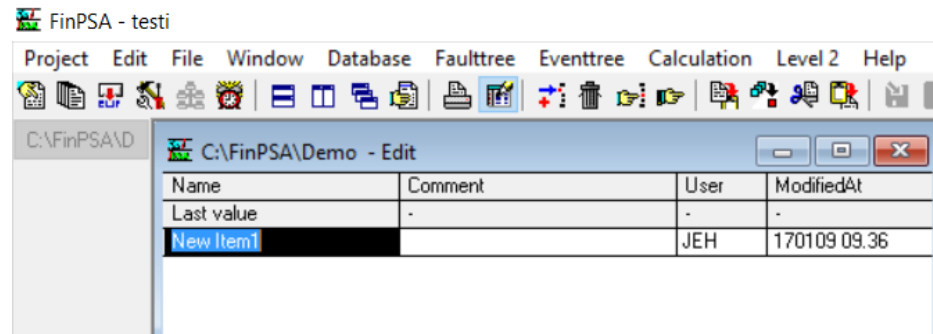 FinPSA - testi
Project Edit File Window Database Faulttree Eventtree Calculation Level 2 Help
C:\FinPSA\D
C:\FinPSA\Demo - Edit
Name Comment User ModifiedAt
Last value - - -
New Item1 JEH 170109 09.36